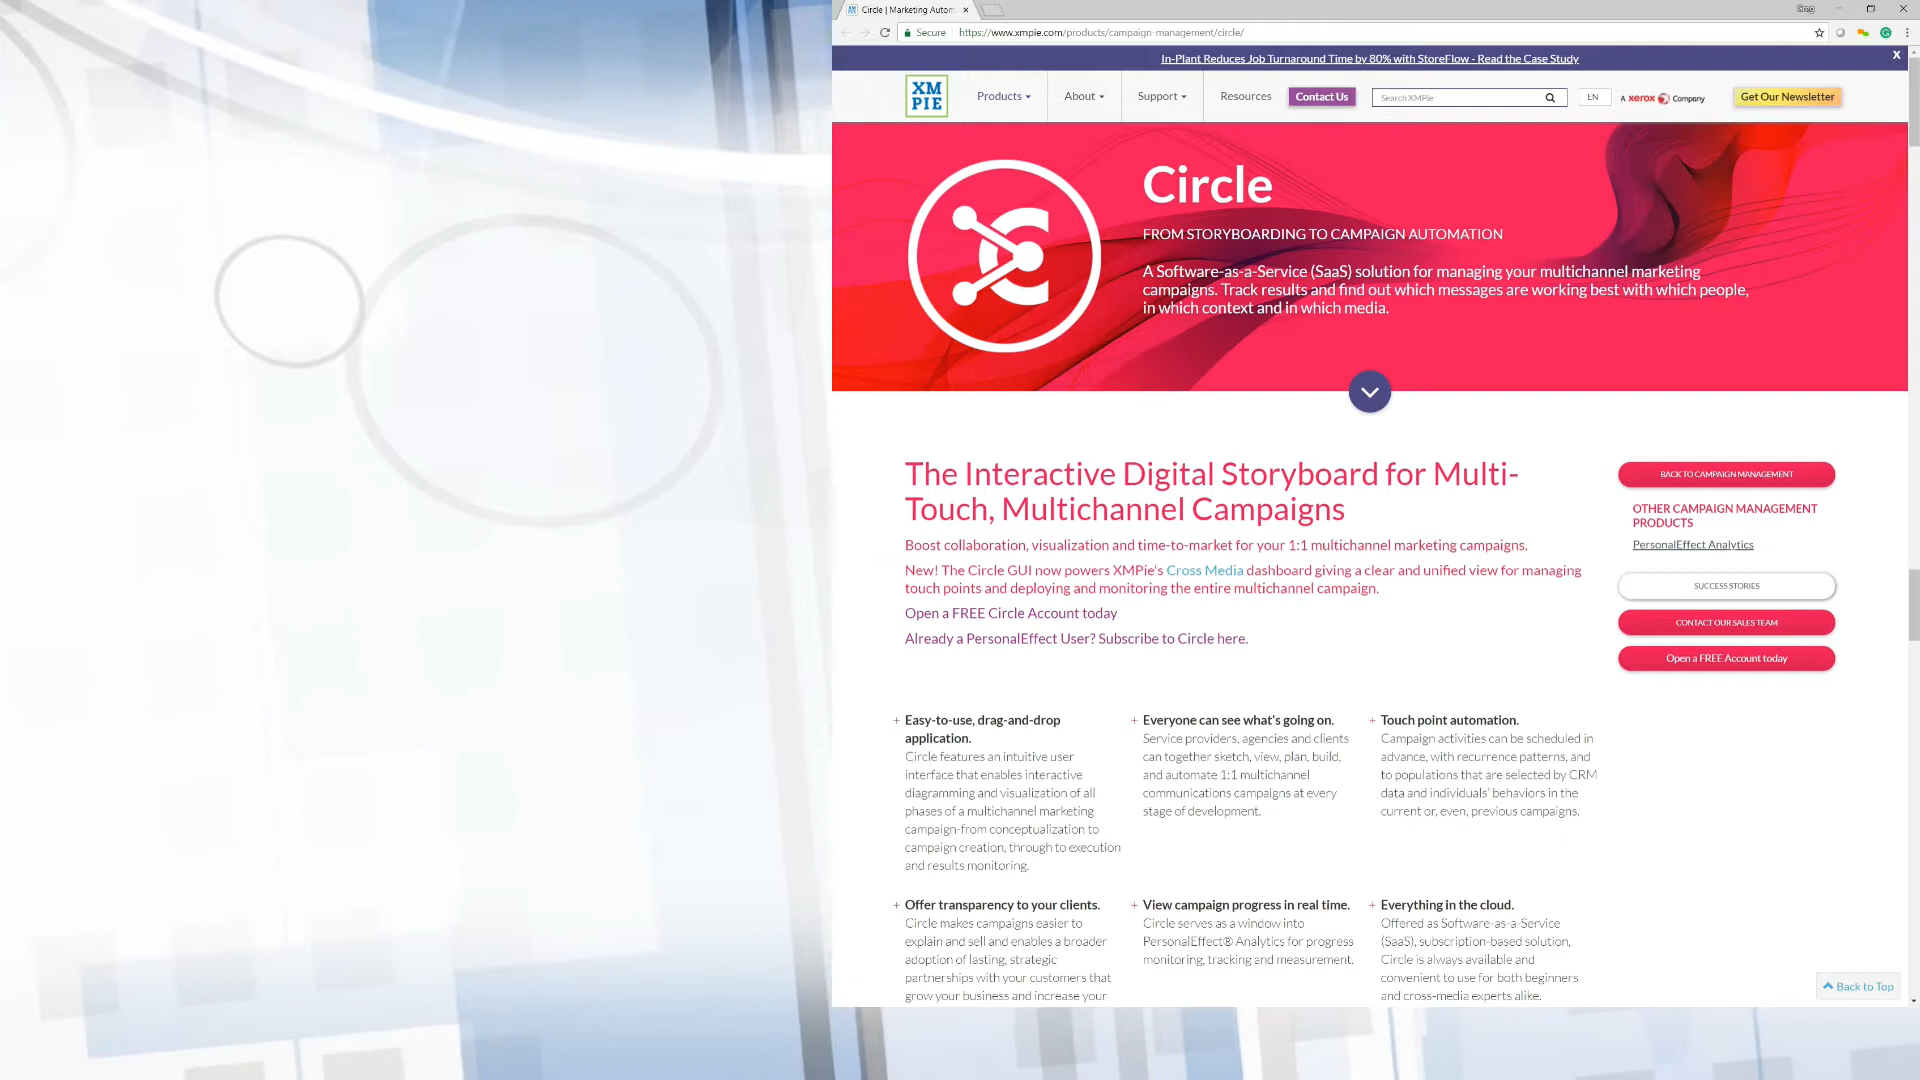 Circle | Marketing Autom
Greg
Secure
https://www.xmpie.com/products/campaign-management/circle/
In-Plant Reduces Job Turnaround Time by 80% with StoreFlow - Read the Case Study
X
XM
PIE
Products
About
Support
Resources
Contact Us
Search XMPie
EN
A xerox Company
Get Our Newsletter
Circle
FROM STORYBOARDING TO CAMPAIGN AUTOMATION
A Software-as-a-Service (SaaS) solution for managing your multichannel marketing
campaigns. Track results and find out which messages are working best with which people,
in which context and in which media.
The Interactive Digital Storyboard for Multi-
Touch, Multichannel Campaigns
Boost collaboration, visualization and time-to-market for your 1:1 multichannel marketing campaigns.
New! The Circle GUI now powers XMPie's Cross Media dashboard giving a clear and unified view for managing
touch points and deploying and monitoring the entire multichannel campaign.
Open a FREE Circle Account today
Already a PersonalEffect User? Subscribe to Circle here.
BACK TO CAMPAIGN MANAGEMENT
OTHER CAMPAIGN MANAGEMENT
PRODUCTS
PersonalEffect Analytics
SUCCESS STORIES
CONTACT OUR SALES TEAM
Open a FREE Account today
+ Easy-to-use, drag-and-drop
application.
Circle features an intuitive user
interface that enables interactive
diagramming and visualization of all
phases of a multichannel marketing
campaign-from conceptualization to
campaign creation, through to execution
and results monitoring.
+ Everyone can see what's going on.
Service providers, agencies and clients
can together sketch, view, plan, build,
and automate 1:1 multichannel
communications campaigns at every
stage of development.
+ Touch point automation.
Campaign activities can be scheduled in
advance, with recurrence patterns, and
to populations that are selected by CRM
data and individuals' behaviors in the
current or, even, previous campaigns.
+ Offer transparency to your clients.
Circle makes campaigns easier to
explain and sell and enables a broader
adoption of lasting, strategic
partnerships with your customers that
grow your business and increase your
+ View campaign progress in real time.
Circle serves as a window into
PersonalEffect® Analytics for progress
monitoring, tracking and measurement.
+ Everything in the cloud.
Offered as Software-as-a-Service
(SaaS), subscription-based solution,
Circle is always available and
convenient to use for both beginners
and cross-media experts alike.
Back to Top